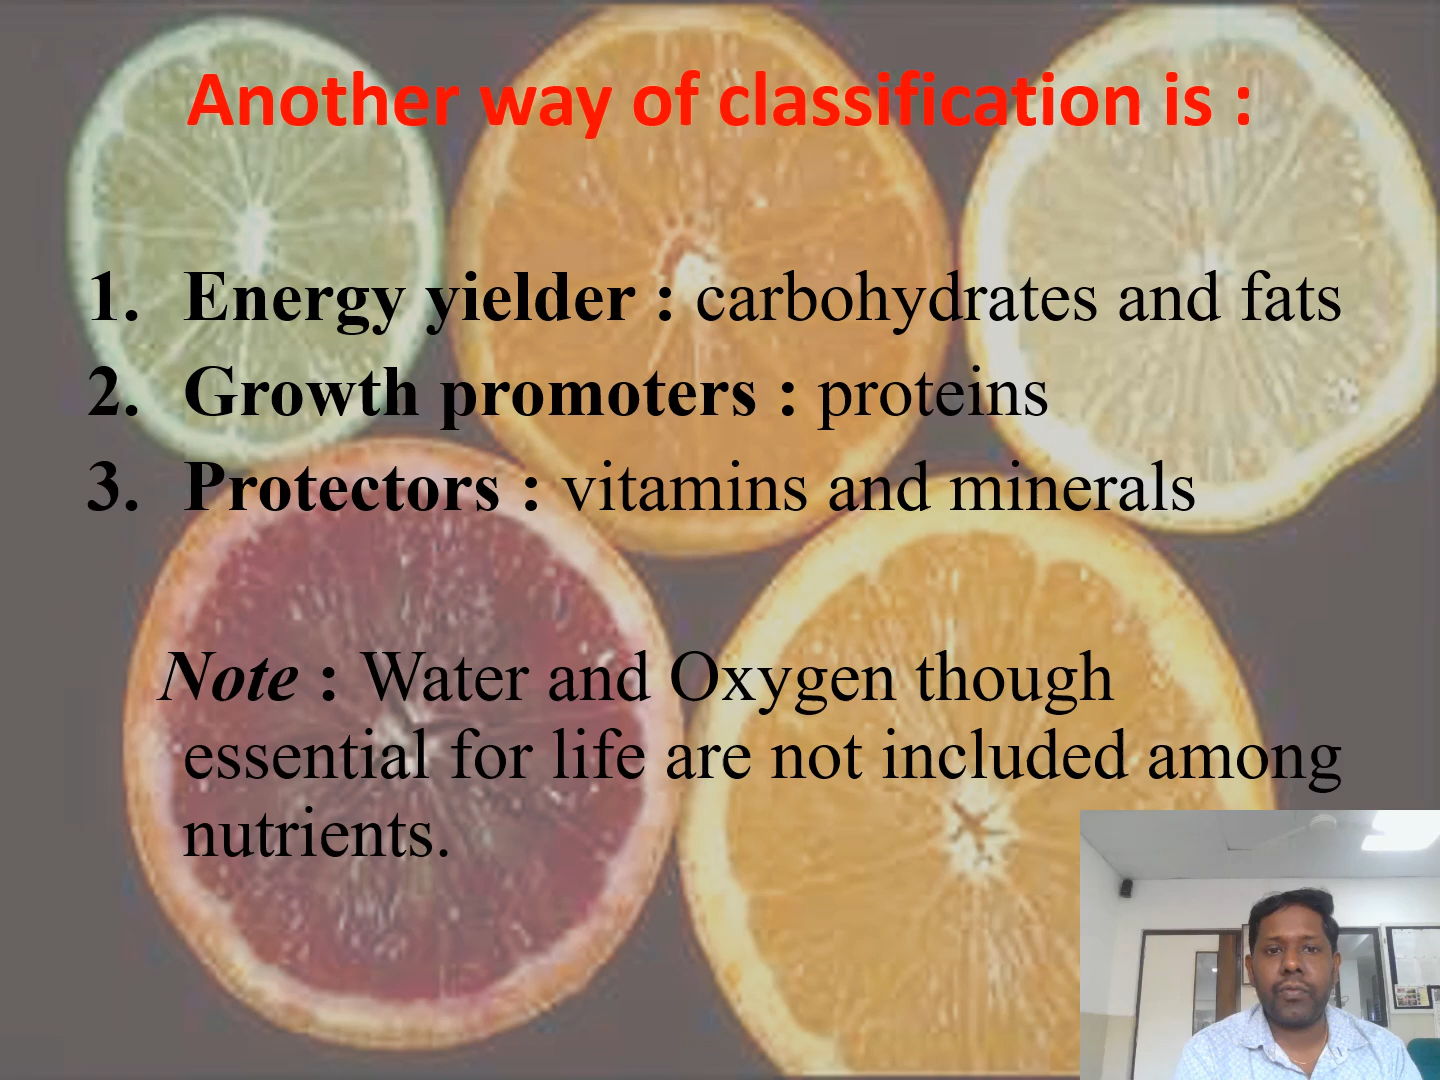 Another way of classification is :
1. Energy yielder : carbohydrates and fats
2. Growth promoters : proteins
3. Protectors : vitamins and minerals
Note : Water and Oxygen though
essential for life are not included among
nutrients.